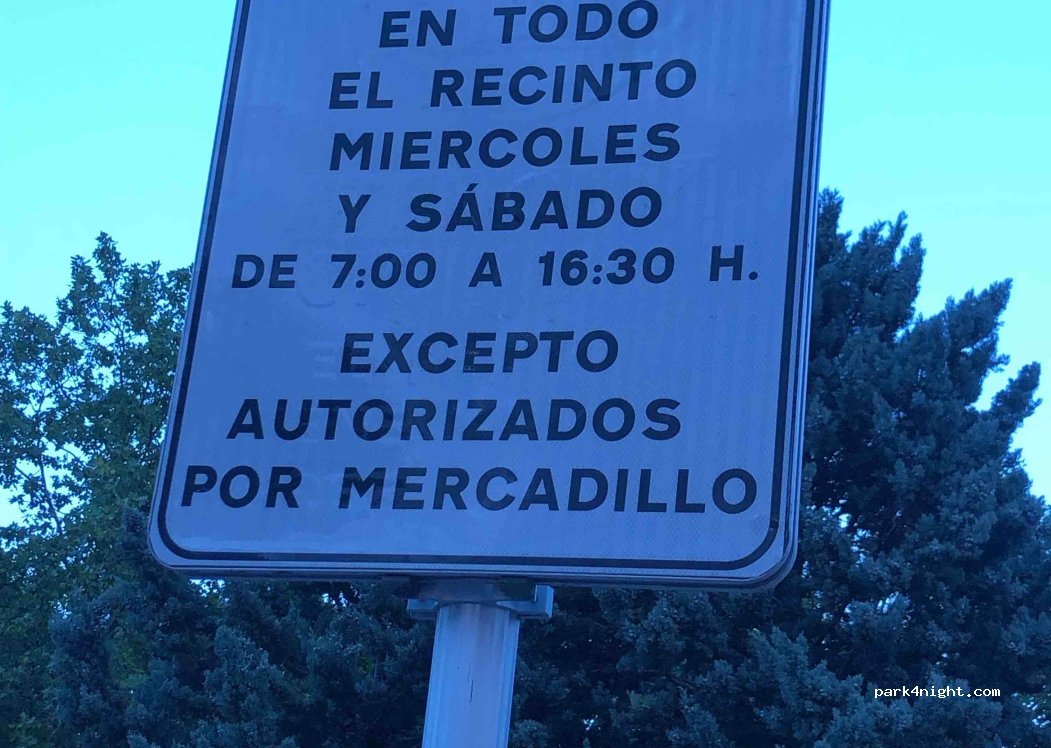 EN TODO
EL RECINTO
MIERCOLES
Y SÁBADO
DE 7:00 A 16:30 H.
EXCEPTO
AUTORIZADOS
POR MERCADILLO
park4night.com